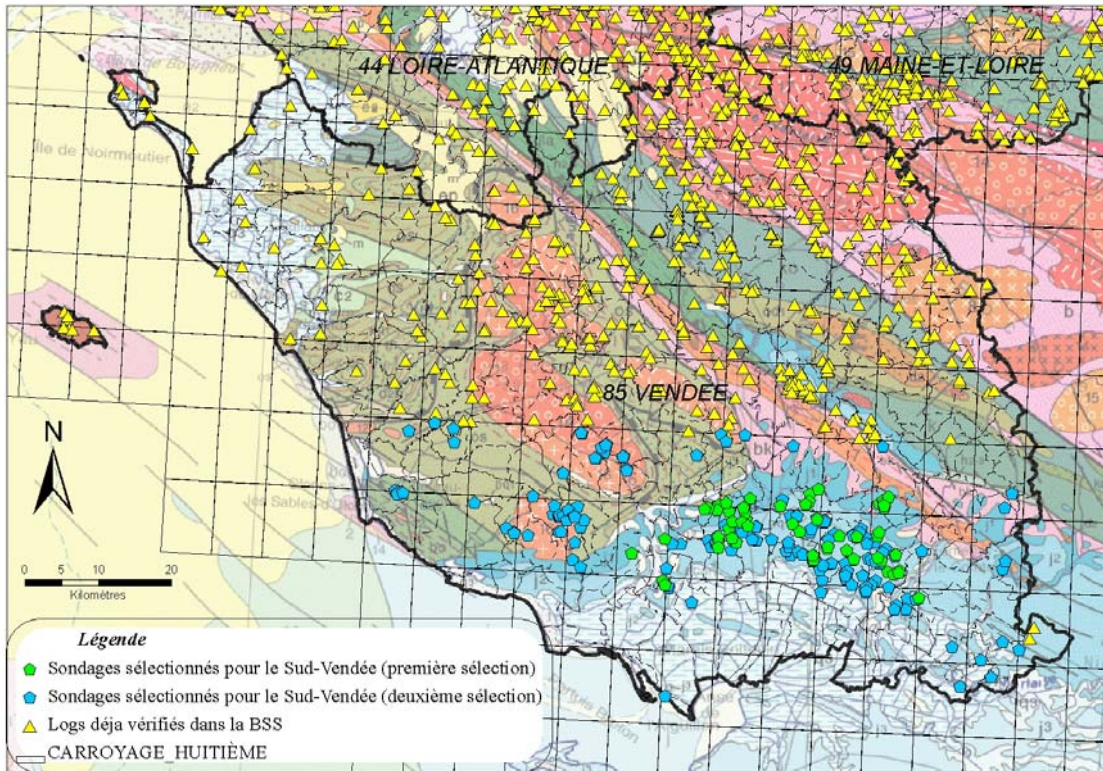 44 LOIRE-ATLANTIQUE
49 MAINE-ET-LOIRE
Île de Noirmoutier
85 VENDEE
N
0 5 10 20
Kilomètres
Légende
Sondages sélectionnés pour le Sud-Vendée (première sélection)
Sondages sélectionnés pour le Sud-Vendée (deuxième sélection)
Logs déja vérifiés dans la BSS
CARROYAGE_HUITIÈME